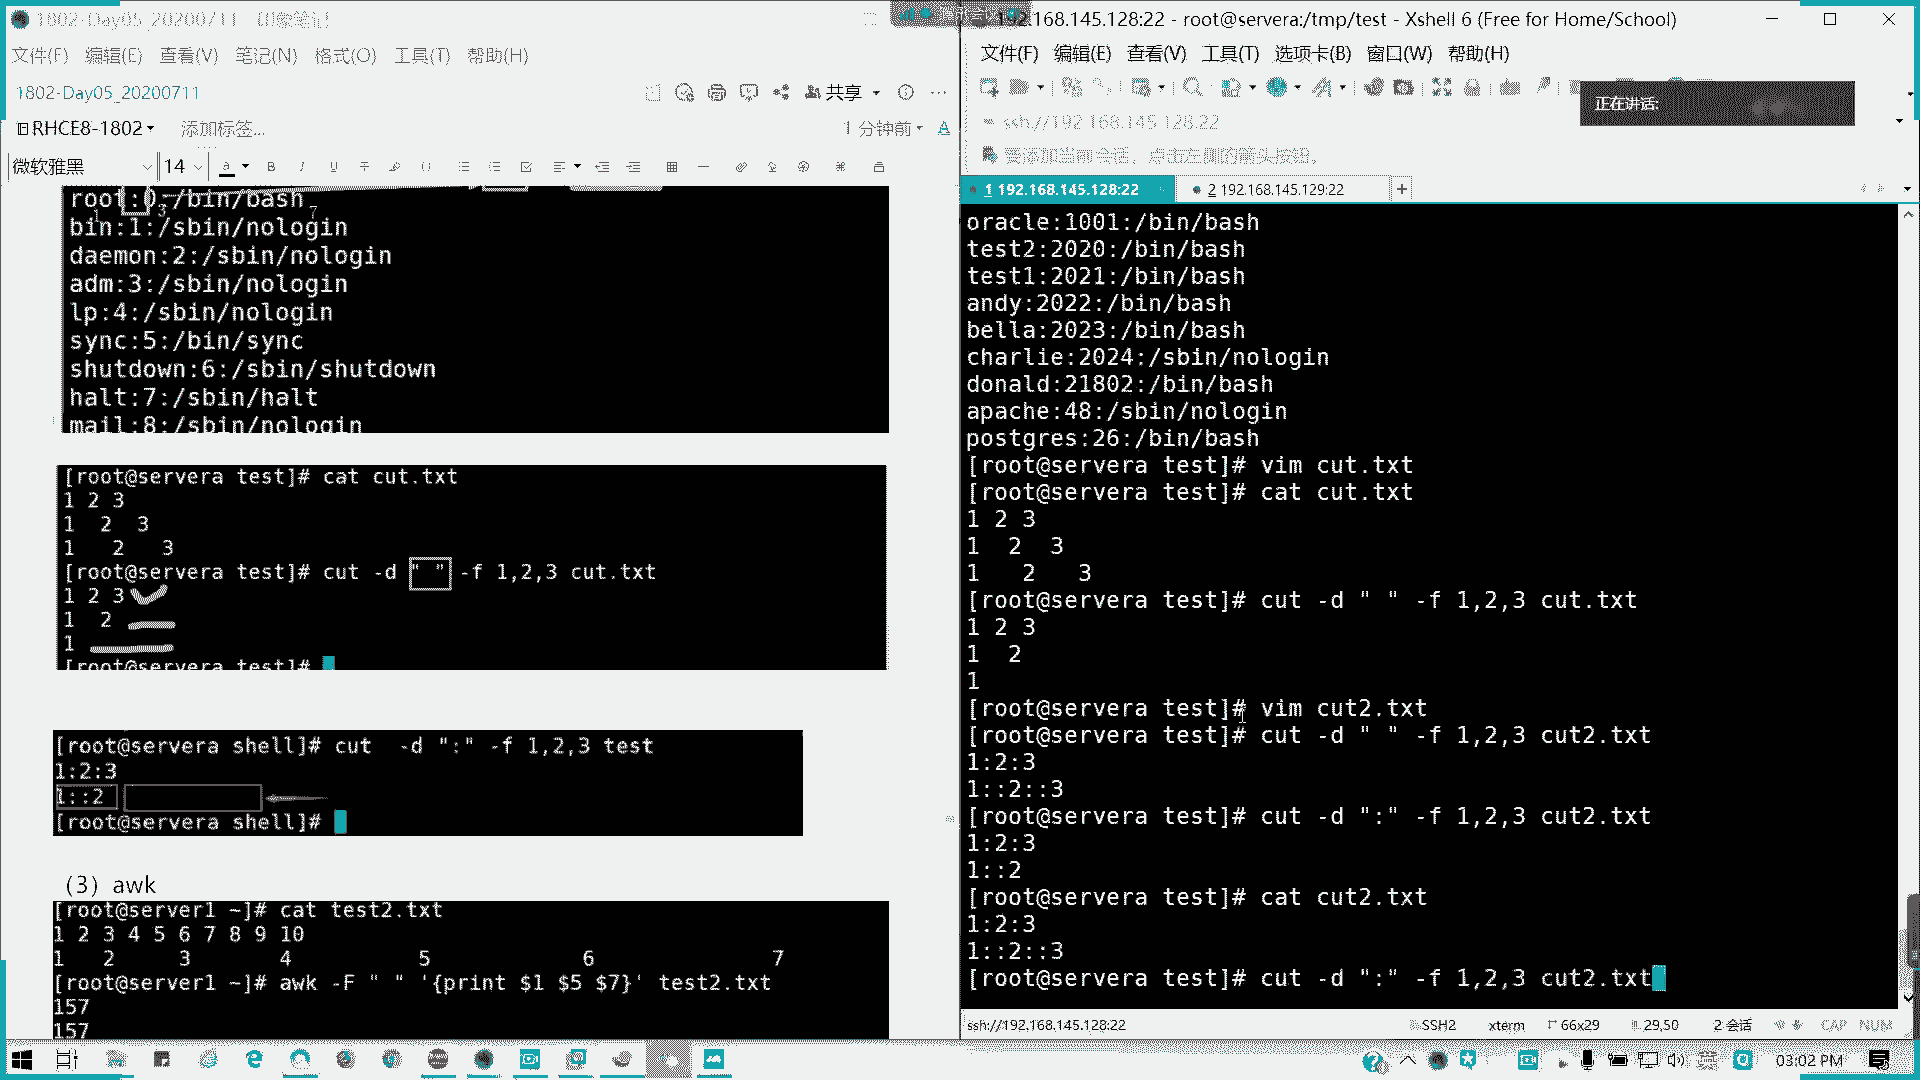 1802-Day05_20200711 - 印象笔记
文件(F) 编辑(E) 查看(V) 笔记(N) 格式(O) 工具(T) 帮助(H)
1802-Day05_20200711
共享
RHCE8-1802
添加标签...
1 分钟前
微软雅黑 14
root:0:/bin/bash
1 3 7
bin:1:/sbin/nologin
daemon:2:/sbin/nologin
adm:3:/sbin/nologin
lp:4:/sbin/nologin
sync:5:/bin/sync
shutdown:6:/sbin/shutdown
halt:7:/sbin/halt
mail:8:/sbin/nologin
[root@servera test]# cat cut.txt
1 2 3
1  2  3
1   2   3
[root@servera test]# cut -d " " -f 1,2,3 cut.txt
1 2 3
1  2
1
[root@servera test]#
[root@servera shell]# cut  -d ":" -f 1,2,3 test
1:2:3
1::2
[root@servera shell]#
（3）awk
[root@server1 ~]# cat test2.txt
1 2 3 4 5 6 7 8 9 10
1   2     3       4          5            6              7
[root@server1 ~]# awk -F " " '{print $1 $5 $7}' test2.txt
157
157
192.168.145.128:22 - root@servera:/tmp/test - Xshell 6 (Free for Home/School)
文件(F) 编辑(E) 查看(V) 工具(T) 选项卡(B) 窗口(W) 帮助(H)
正在讲话:
ssh://192.168.145.128:22
要添加当前会话，点击左侧的箭头按钮。
1 192.168.145.128:22
2 192.168.145.129:22
oracle:1001:/bin/bash
test2:2020:/bin/bash
test1:2021:/bin/bash
andy:2022:/bin/bash
bella:2023:/bin/bash
charlie:2024:/sbin/nologin
donald:21802:/bin/bash
apache:48:/sbin/nologin
postgres:26:/bin/bash
[root@servera test]# vim cut.txt
[root@servera test]# cat cut.txt
1 2 3
1  2  3
1   2   3
[root@servera test]# cut -d " " -f 1,2,3 cut.txt
1 2 3
1  2
1
[root@servera test]# vim cut2.txt
[root@servera test]# cut -d " " -f 1,2,3 cut2.txt
1:2:3
1::2::3
[root@servera test]# cut -d ":" -f 1,2,3 cut2.txt
1:2:3
1::2
[root@servera test]# cat cut2.txt
1:2:3
1::2::3
[root@servera test]# cut -d ":" -f 1,2,3 cut2.txt
ssh://192.168.145.128:22 SSH2 xterm 66x29 29,50 2 会话 CAP NUM
英 03:02 PM